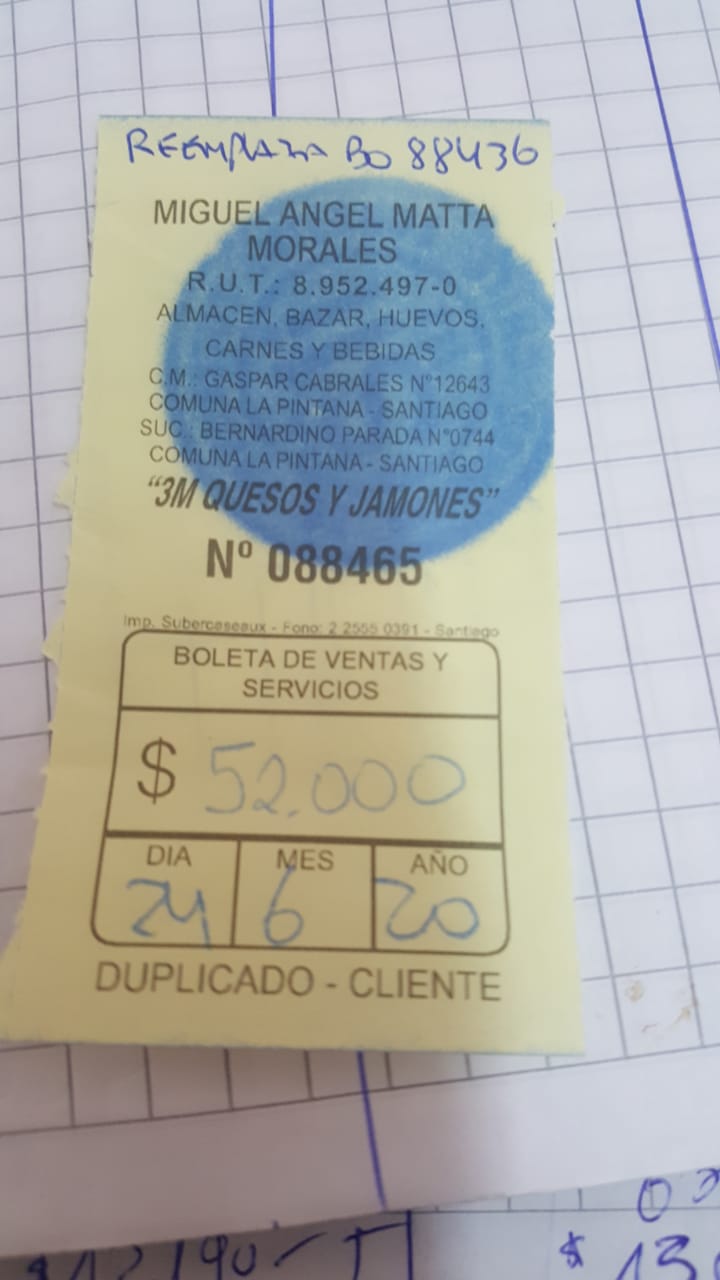 REEMPLAZA BO 88436
MIGUEL ANGEL MATTA
MORALES
R.U.T.: 8.952.497-0
ALMACEN, BAZAR, HUEVOS,
CARNES Y BEBIDAS
C.M.: GASPAR CABRALES N°12643
COMUNA LA PINTANA - SANTIAGO
SUC.: BERNARDINO PARADA N°0744
COMUNA LA PINTANA - SANTIAGO
"3M QUESOS Y JAMONES"
Nº 088465
Imp. Subercaseaux - Fono: 2 2555 0391 - Santiago
BOLETA DE VENTAS Y
SERVICIOS
$ 52.000
DIA MES AÑO
24 6 20
DUPLICADO - CLIENTE